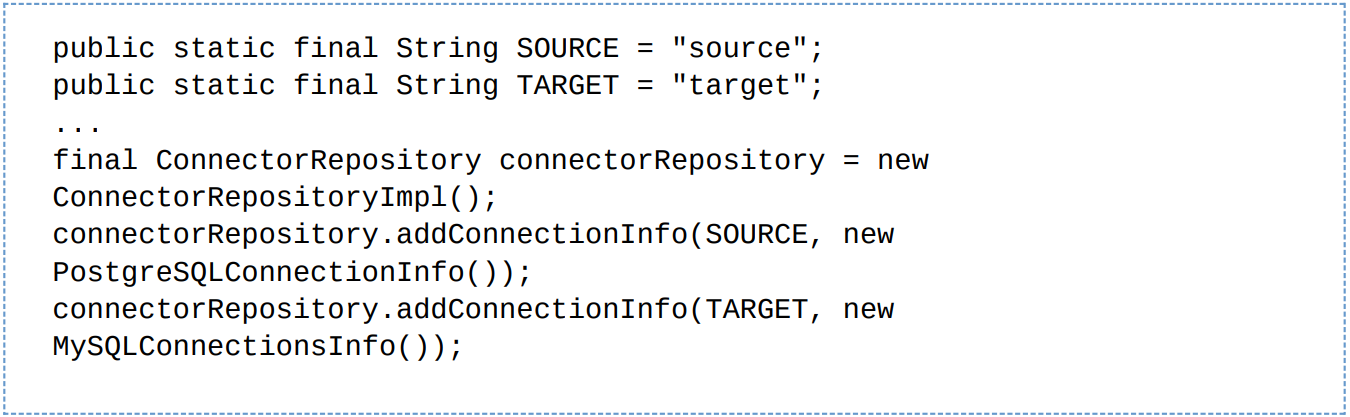 public static final String SOURCE = "source";
public static final String TARGET = "target";
...
final ConnectorRepository connectorRepository = new
ConnectorRepositoryImpl();
connectorRepository.addConnectionInfo(SOURCE, new
PostgreSQLConnectionInfo());
connectorRepository.addConnectionInfo(TARGET, new
MySQLConnectionsInfo());